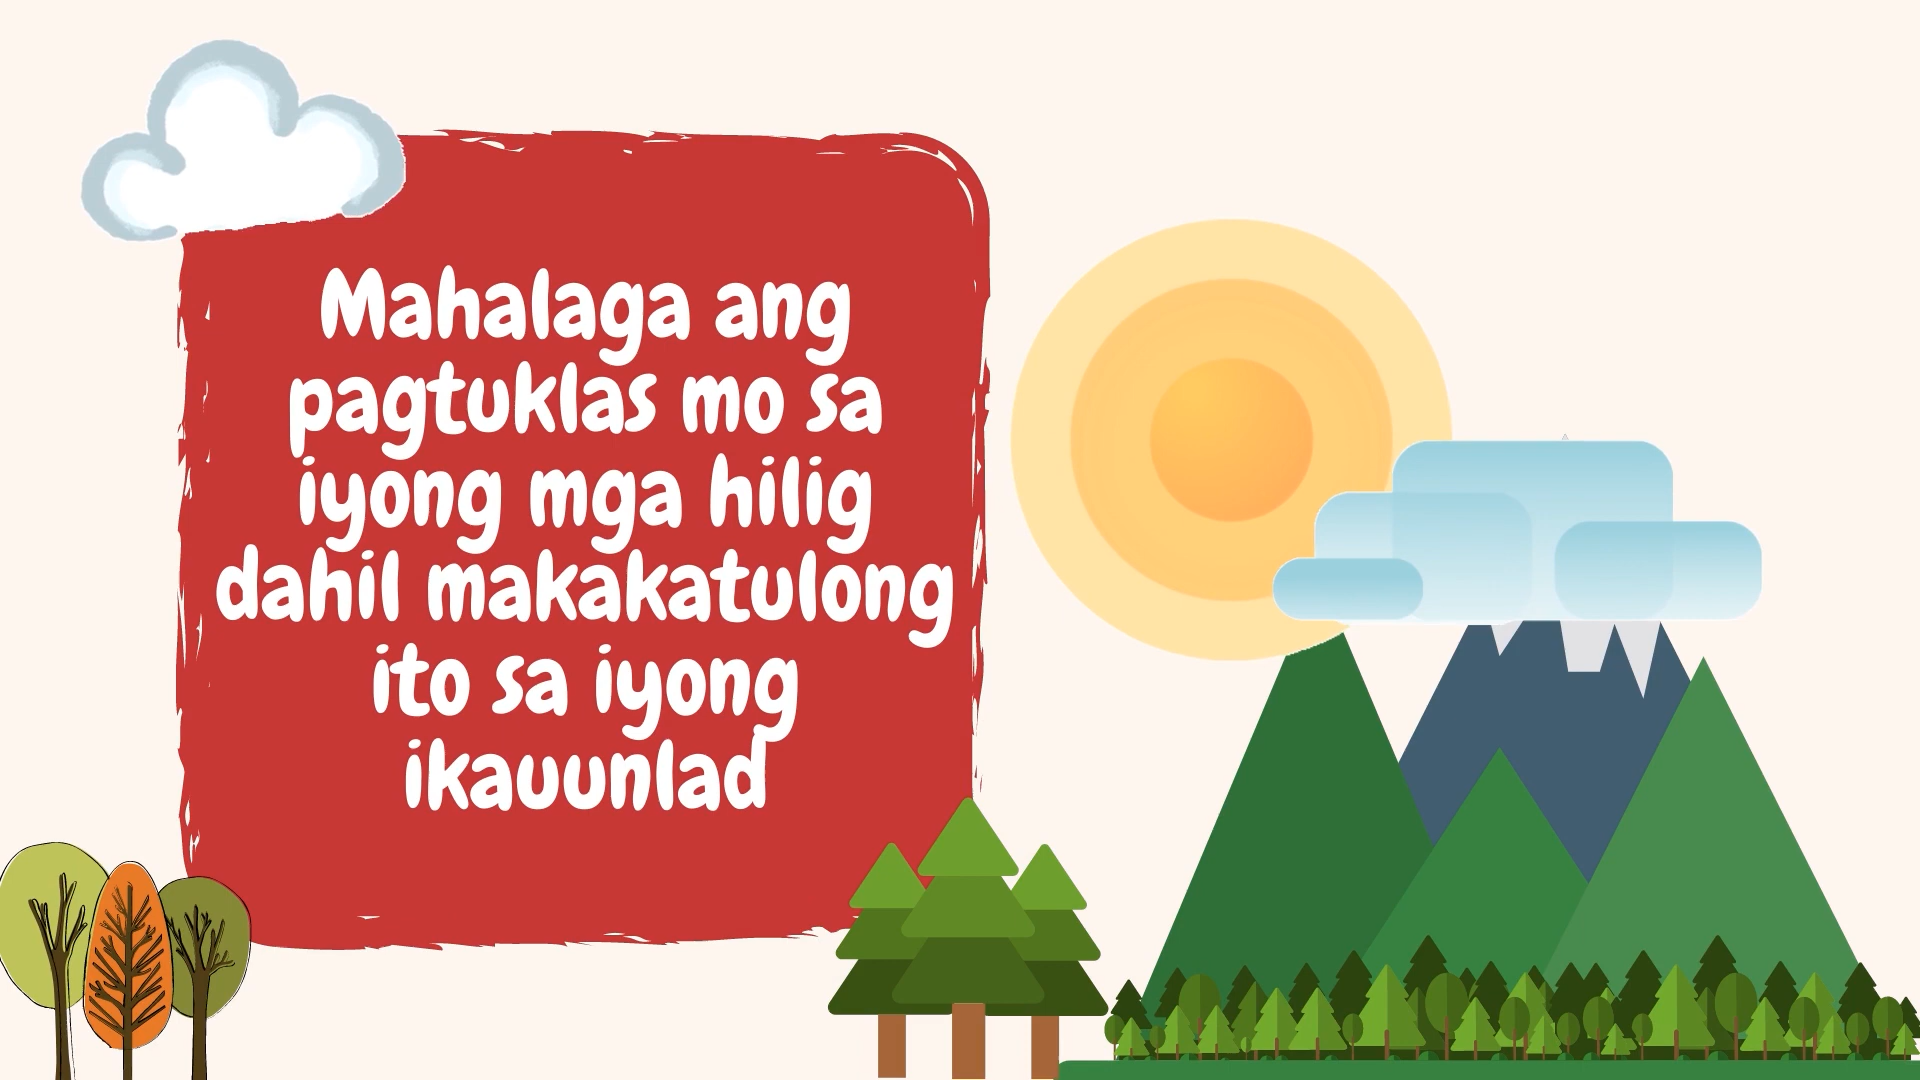 Mahalaga ang
pagtuklas mo sa
iyong mga hilig
dahil makakatulong
ito sa iyong
ikauunlad